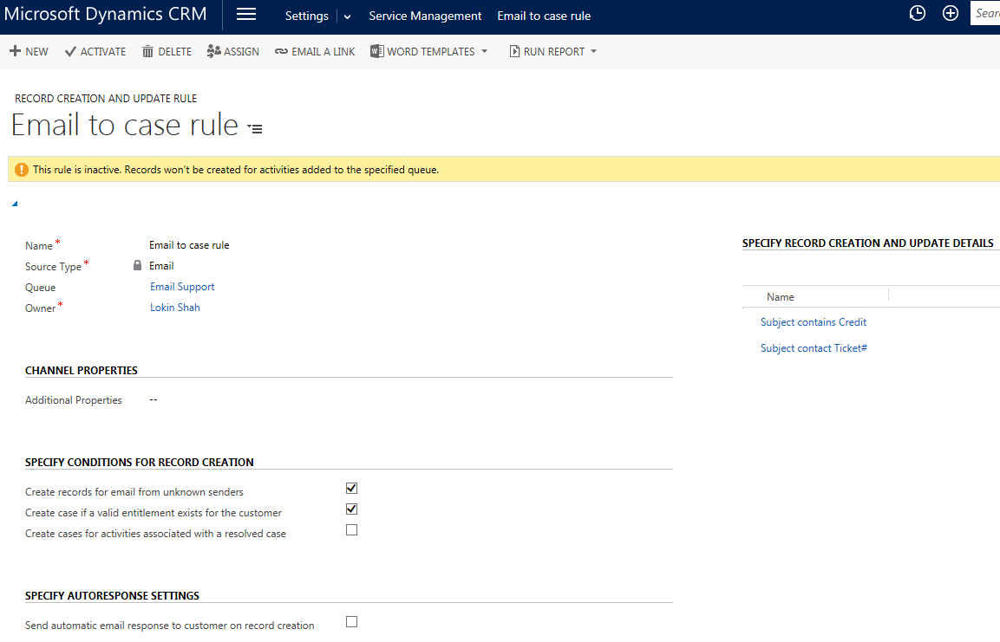 Microsoft Dynamics CRM Settings Service Management Email to case rule Sear
NEW ACTIVATE DELETE ASSIGN EMAIL A LINK WORD TEMPLATES RUN REPORT
RECORD CREATION AND UPDATE RULE
Email to case rule
This rule is inactive. Records won't be created for activities added to the specified queue.
Name* Email to case rule
Source Type* Email
Queue Email Support
Owner* Lokin Shah
SPECIFY RECORD CREATION AND UPDATE DETAILS
Name
Subject contains Credit
Subject contact Ticket#
CHANNEL PROPERTIES
Additional Properties --
SPECIFY CONDITIONS FOR RECORD CREATION
Create records for email from unknown senders
Create case if a valid entitlement exists for the customer
Create cases for activities associated with a resolved case
SPECIFY AUTORESPONSE SETTINGS
Send automatic email response to customer on record creation